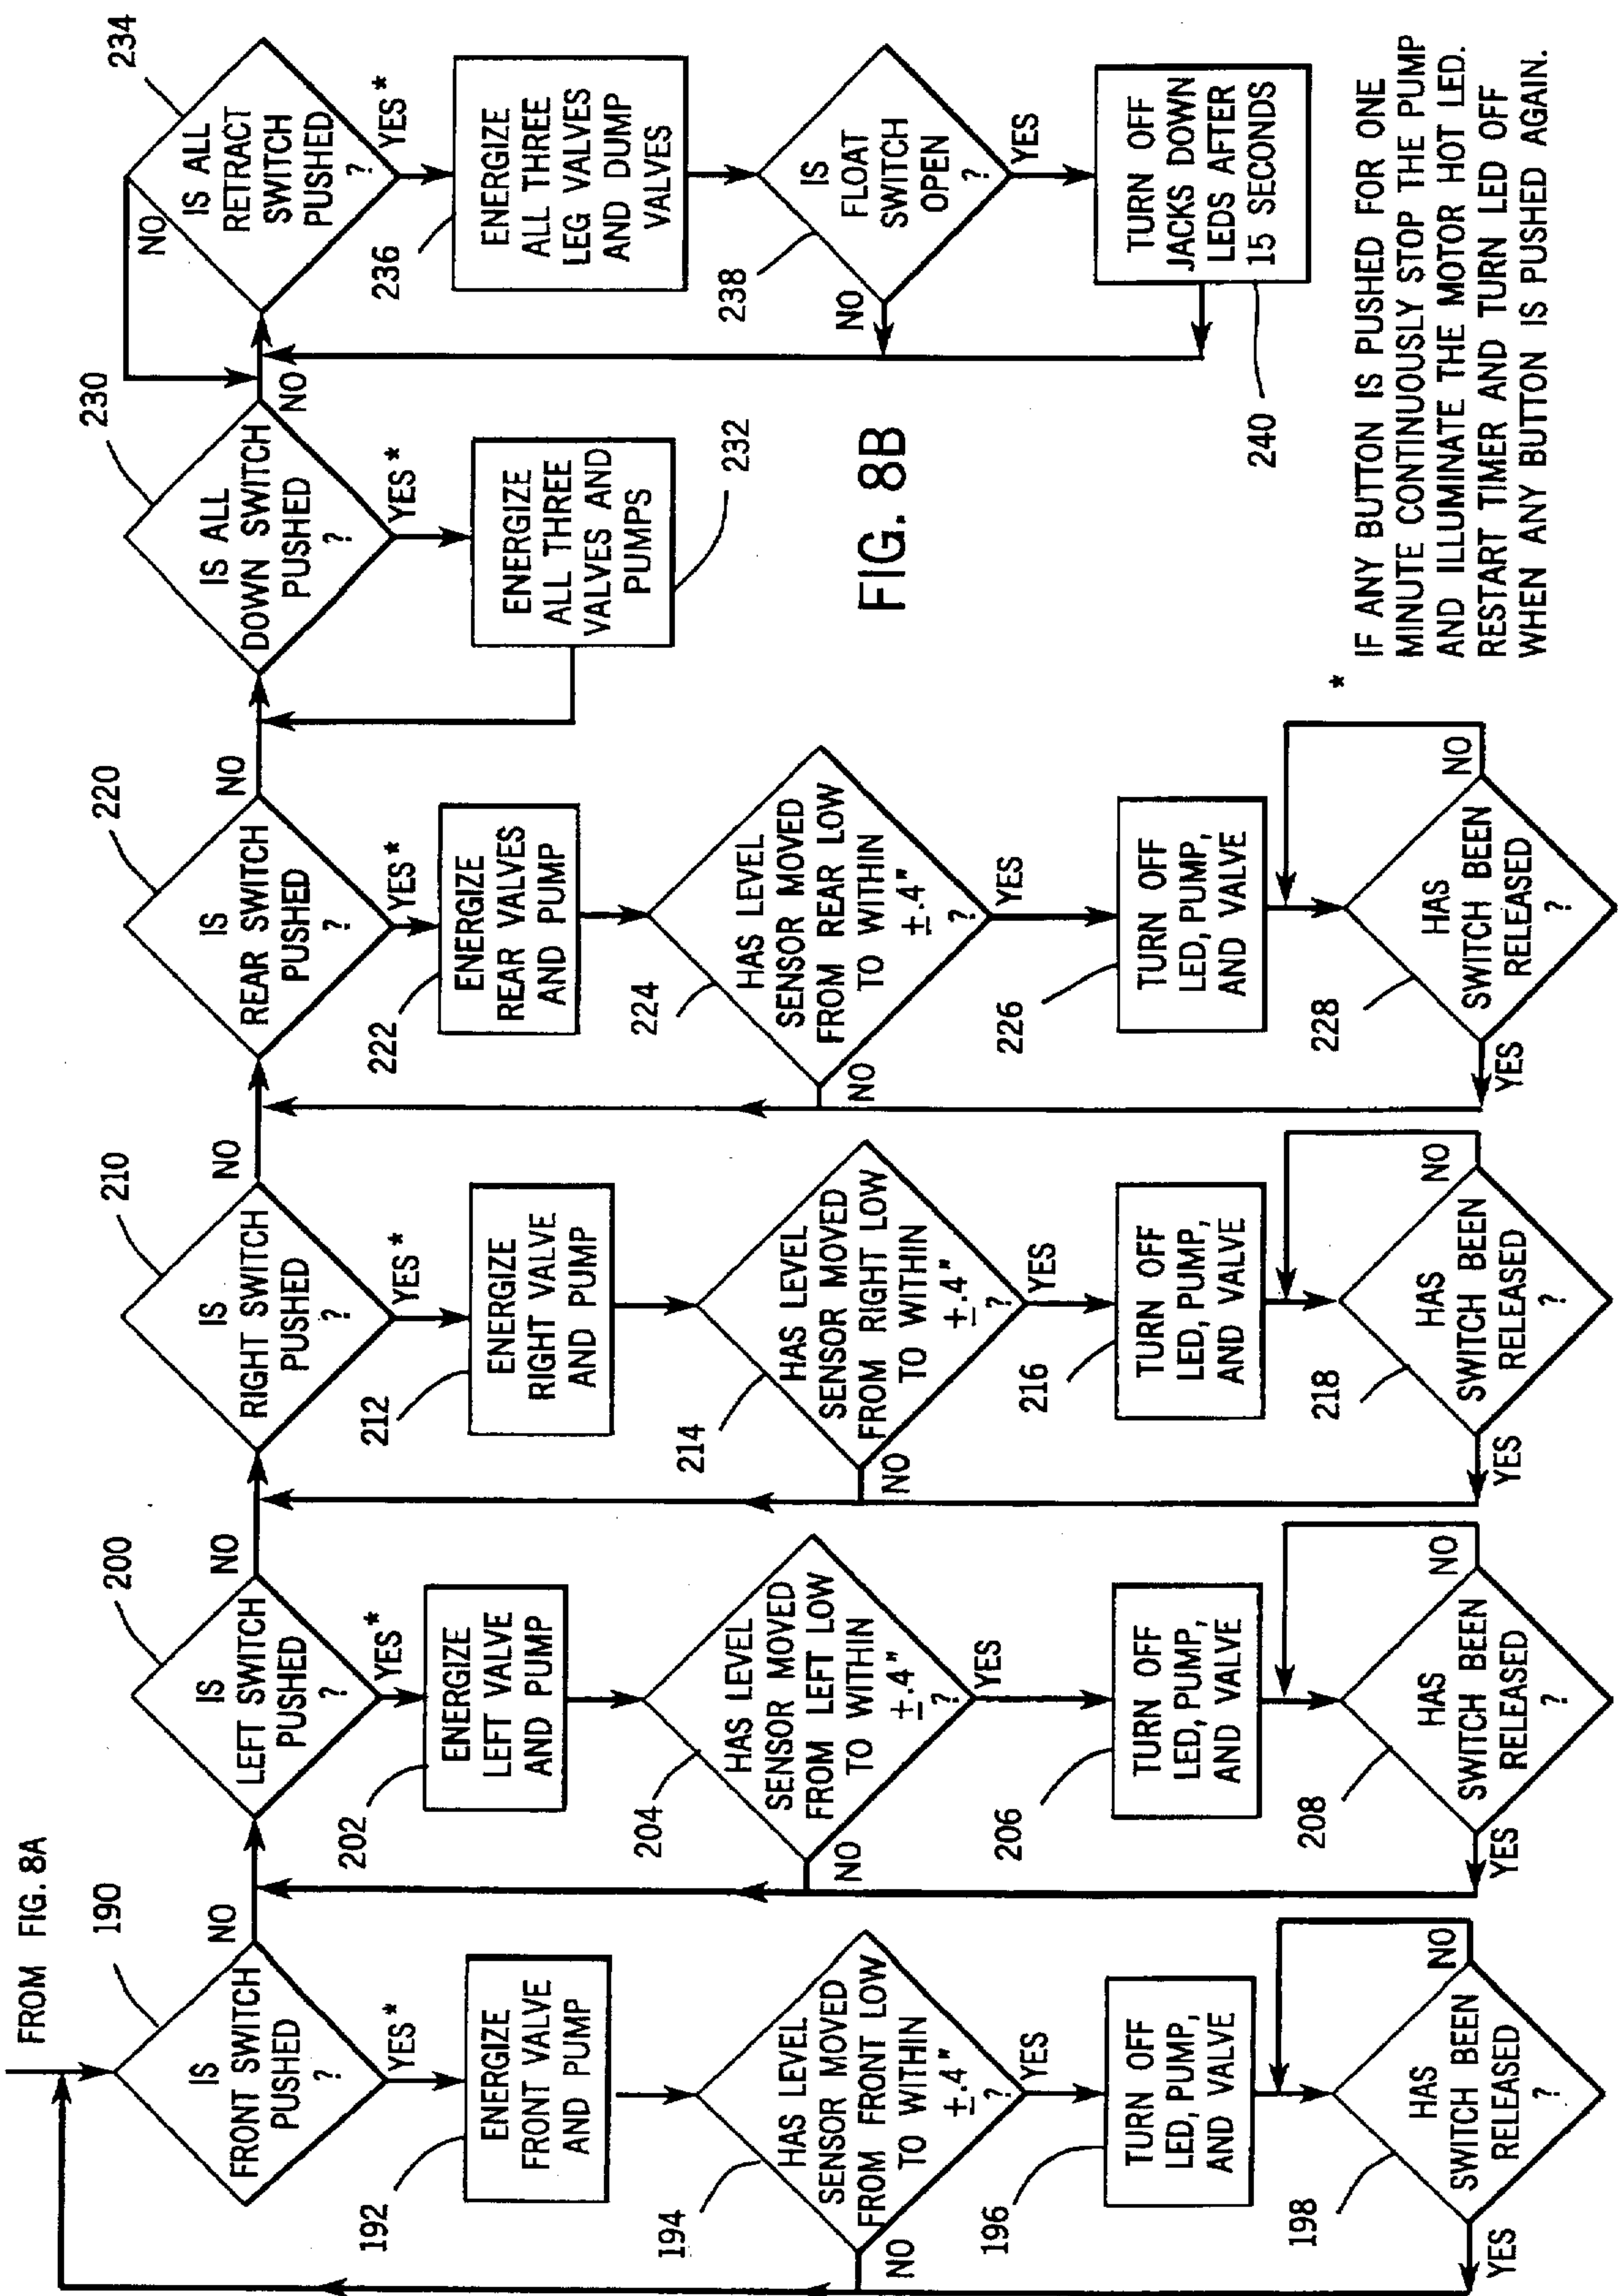 FROM FIG. 8A
190
IS
FRONT SWITCH
PUSHED
?
NO
YES*
192
ENERGIZE
FRONT VALVE
AND PUMP
194
HAS LEVEL
SENSOR MOVED
FROM FRONT LOW
TO WITHIN
±.4"
?
NO
YES
196
TURN OFF
LED, PUMP,
AND VALVE
198
HAS
SWITCH BEEN
RELEASED
?
NO
YES
200
IS
LEFT SWITCH
PUSHED
?
NO
YES*
202
ENERGIZE
LEFT VALVE
AND PUMP
204
HAS LEVEL
SENSOR MOVED
FROM LEFT LOW
TO WITHIN
±.4"
?
NO
YES
206
TURN OFF
LED, PUMP,
AND VALVE
208
HAS
SWITCH BEEN
RELEASED
?
NO
YES
210
IS
RIGHT SWITCH
PUSHED
?
NO
YES*
212
ENERGIZE
RIGHT VALVE
AND PUMP
214
HAS LEVEL
SENSOR MOVED
FROM RIGHT LOW
TO WITHIN
±.4"
?
NO
YES
216
TURN OFF
LED, PUMP,
AND VALVE
218
HAS
SWITCH BEEN
RELEASED
?
NO
YES
220
IS
REAR SWITCH
PUSHED
?
NO
YES*
222
ENERGIZE
REAR VALVES
AND PUMP
224
HAS LEVEL
SENSOR MOVED
FROM REAR LOW
TO WITHIN
±.4"
?
NO
YES
226
TURN OFF
LED, PUMP,
AND VALVE
228
HAS
SWITCH BEEN
RELEASED
?
NO
YES
230
IS ALL
DOWN SWITCH
PUSHED
?
NO
YES*
ENERGIZE
ALL THREE
VALVES AND
PUMPS
232
234
IS ALL
RETRACT
SWITCH
PUSHED
?
NO
YES*
236
ENERGIZE
ALL THREE
LEG VALVES
AND DUMP
VALVES
238
IS
FLOAT
SWITCH
OPEN
?
NO
YES
TURN OFF
JACKS DOWN
LEDS AFTER
15 SECONDS
240
FIG. 8B
*
IF ANY BUTTON IS PUSHED FOR ONE
MINUTE CONTINUOUSLY STOP THE PUMP
AND ILLUMINATE THE MOTOR HOT LED.
RESTART TIMER AND TURN LED OFF
WHEN ANY BUTTON IS PUSHED AGAIN.